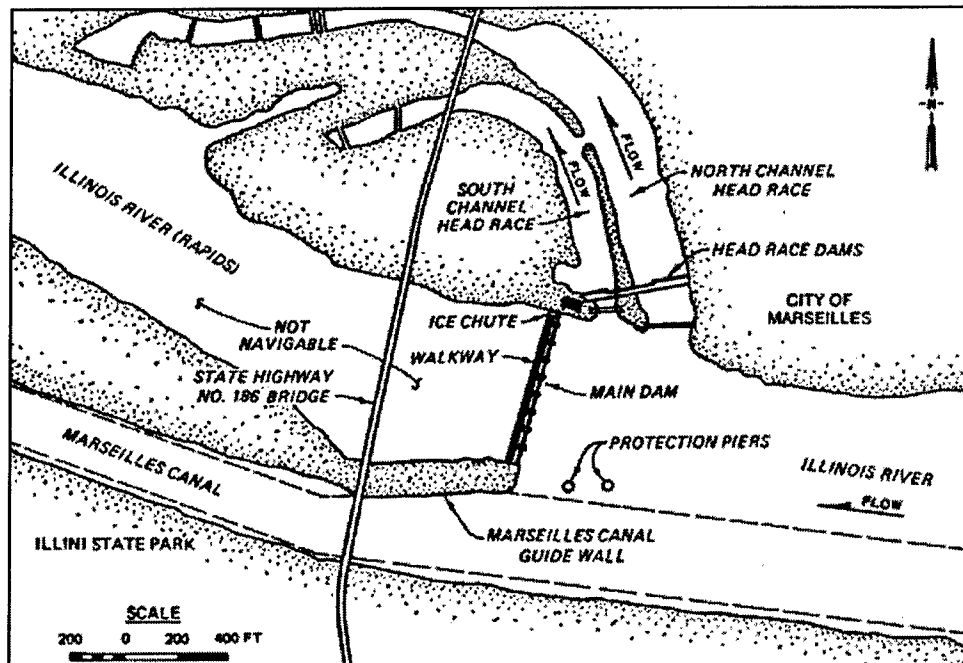 N
FLOW
FLOW
NORTH CHANNEL
HEAD RACE
SOUTH
CHANNEL
HEAD RACE
ILLINOIS RIVER (RAPIDS)
HEAD RACE DAMS
CITY OF
MARSEILLES
ICE CHUTE
NOT
NAVIGABLE
WALKWAY
STATE HIGHWAY
NO. 186 BRIDGE
MAIN DAM
MARSEILLES CANAL
PROTECTION PIERS
ILLINOIS RIVER
FLOW
MARSEILLES CANAL
GUIDE WALL
ILLINI STATE PARK
SCALE
200 0 200 400 FT